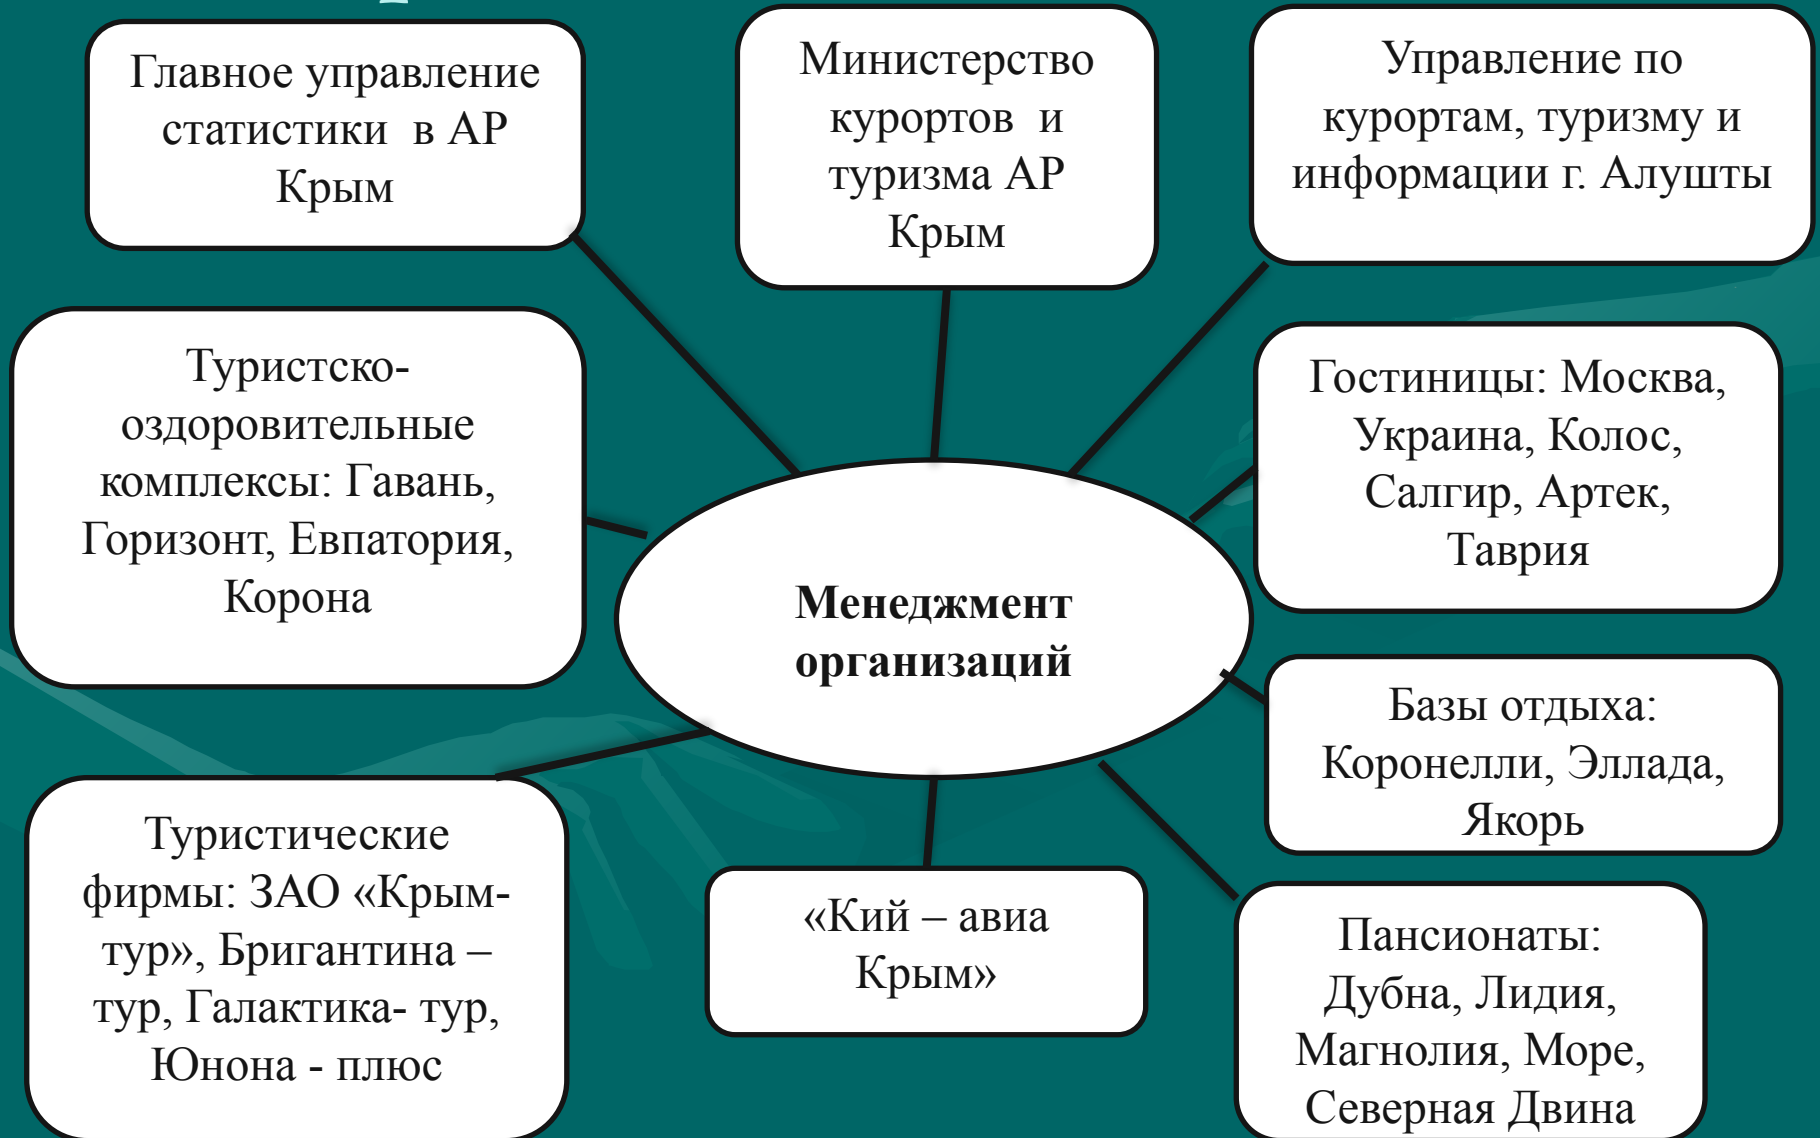 Главное управление
статистики в АР
Крым
Министерство
курортов и
туризма АР
Крым
Управление по
курортам, туризму и
информации г. Алушты
Туристско-
оздоровительные
комплексы: Гавань,
Горизонт, Евпатория,
Корона
Гостиницы: Москва,
Украина, Колос,
Салгир, Артек,
Таврия
Менеджмент
организаций
Базы отдыха:
Коронелли, Эллада,
Якорь
Туристические
фирмы: ЗАО «Крым-
тур», Бригантина –
тур, Галактика- тур,
Юнона - плюс
«Кий – авиа
Крым»
Пансионаты:
Дубна, Лидия,
Магнолия, Море,
Северная Двина